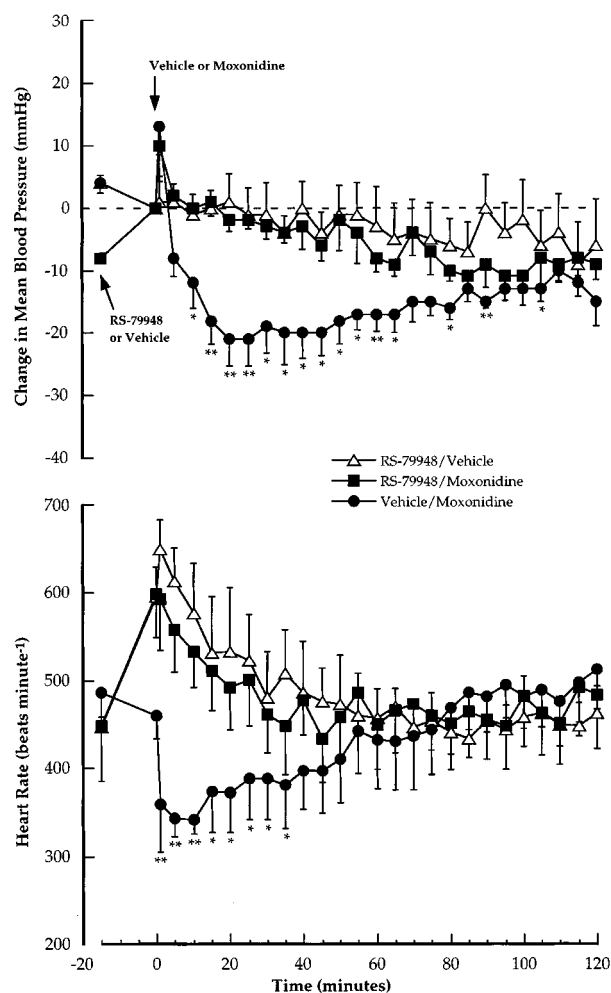 30
20
Vehicle or Moxonidine
10
0
-10
RS-79948
or Vehicle
-20
-30
-40
Change in Mean Blood Pressure (mmHg)
* ** ** ** * * * * * * ** * * ** *
RS-79948/Vehicle
RS-79948/Moxonidine
Vehicle/Moxonidine
700
600
500
400
300
200
Heart Rate (beats minute-1)
** ** ** * * * * *
-20 0 20 40 60 80 100 120
Time (minutes)